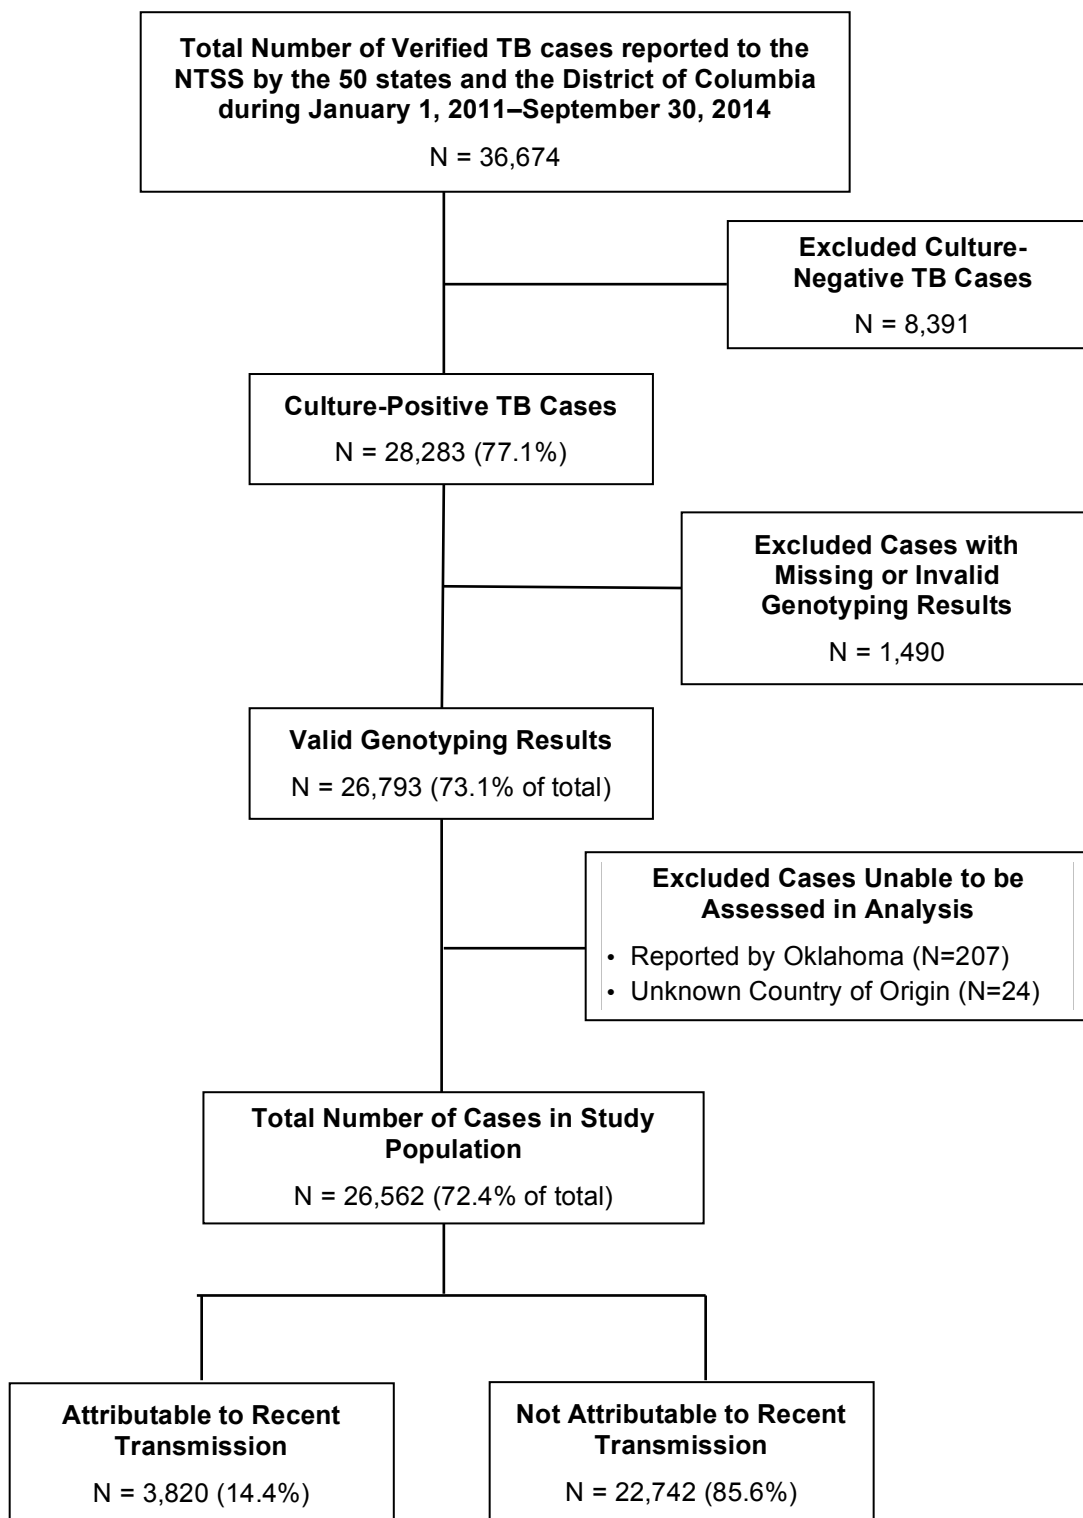 Total Number of Verified TB cases reported to the
NTSS by the 50 states and the District of Columbia
during January 1, 2011–September 30, 2014
N = 36,674
Excluded Culture-
Negative TB Cases
N = 8,391
Culture-Positive TB Cases
N = 28,283 (77.1%)
Excluded Cases with
Missing or Invalid
Genotyping Results
N = 1,490
Valid Genotyping Results
N = 26,793 (73.1% of total)
Excluded Cases Unable to be
Assessed in Analysis
• Reported by Oklahoma (N=207)
• Unknown Country of Origin (N=24)
Total Number of Cases in Study
Population
N = 26,562 (72.4% of total)
Attributable to Recent
Transmission
N = 3,820 (14.4%)
Not Attributable to Recent
Transmission
N = 22,742 (85.6%)